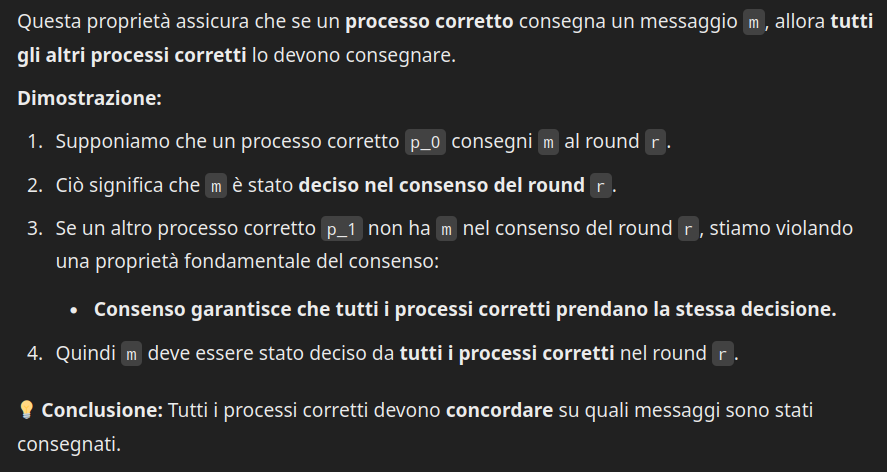 Questa proprietà assicura che se un processo corretto consegna un messaggio m, allora tutti
gli altri processi corretti lo devono consegnare.
Dimostrazione:
1. Supponiamo che un processo corretto p_0 consegni m al round r.
2. Ciò significa che m è stato deciso nel consenso del round r.
3. Se un altro processo corretto p_1 non ha m nel consenso del round r, stiamo violando
una proprietà fondamentale del consenso:
• Consenso garantisce che tutti i processi corretti prendano la stessa decisione.
4. Quindi m deve essere stato deciso da tutti i processi corretti nel round r.
💡 Conclusione: Tutti i processi corretti devono concordare su quali messaggi sono stati
consegnati.